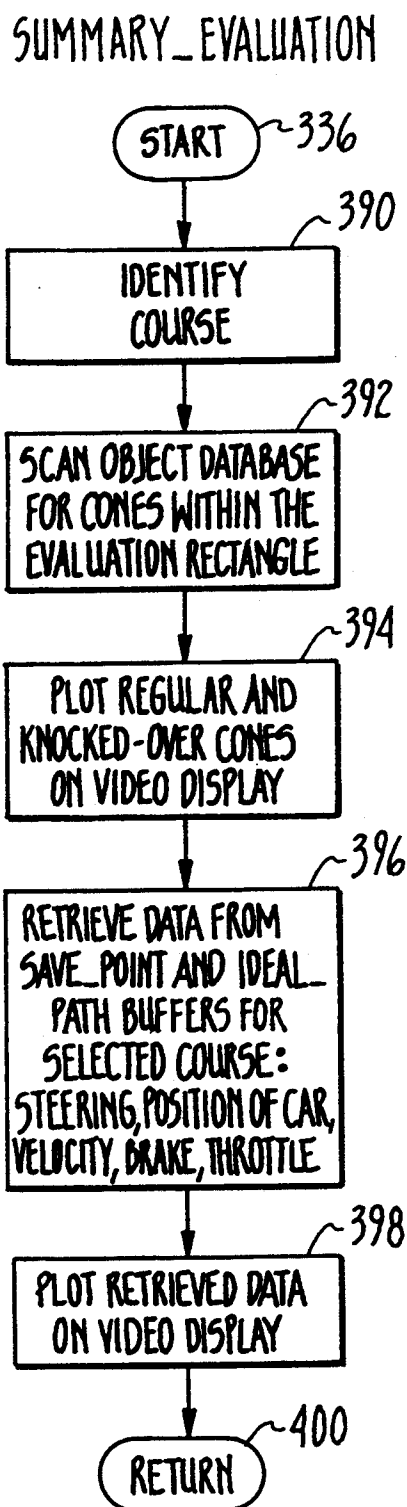 SUMMARY_EVALUATION
START
336
390
IDENTIFY
COURSE
392
SCAN OBJECT DATABASE
FOR CONES WITHIN THE
EVALUATION RECTANGLE
394
PLOT REGULAR AND
KNOCKED-OVER CONES
ON VIDEO DISPLAY
396
RETRIEVE DATA FROM
SAVE_POINT AND IDEAL_
PATH BUFFERS FOR
SELECTED COURSE:
STEERING, POSITION OF CAR,
VELOCITY, BRAKE, THROTTLE
398
PLOT RETRIEVED DATA
ON VIDEO DISPLAY
400
RETURN